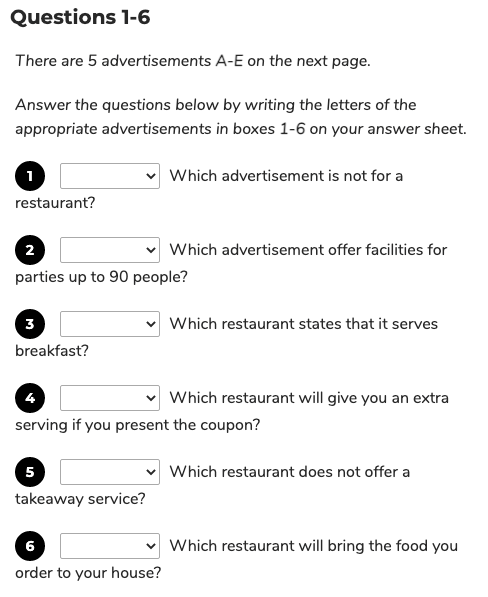 Questions 1-6
There are 5 advertisements A-E on the next page.
Answer the questions below by writing the letters of the
appropriate advertisements in boxes 1-6 on your answer sheet.
1 Which advertisement is not for a
restaurant?
2 Which advertisement offer facilities for
parties up to 90 people?
3 Which restaurant states that it serves
breakfast?
4 Which restaurant will give you an extra
serving if you present the coupon?
5 Which restaurant does not offer a
takeaway service?
6 Which restaurant will bring the food you
order to your house?